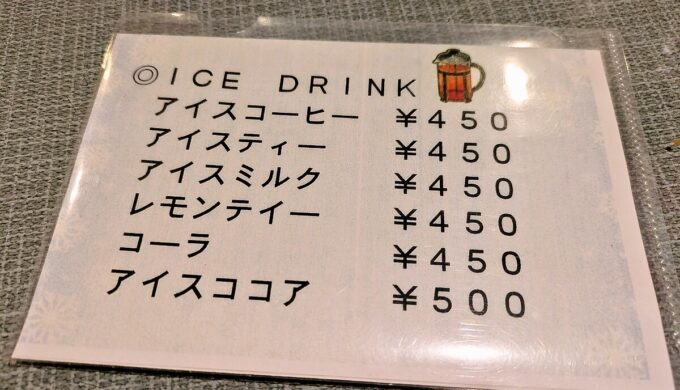 ◎ＩＣＥ　ＤＲＩＮＫ
アイスコーヒー　￥４５０
アイスティー　￥４５０
アイスミルク　￥４５０
レモンテイー　￥４５０
コーラ　￥４５０
アイスココア　￥５００